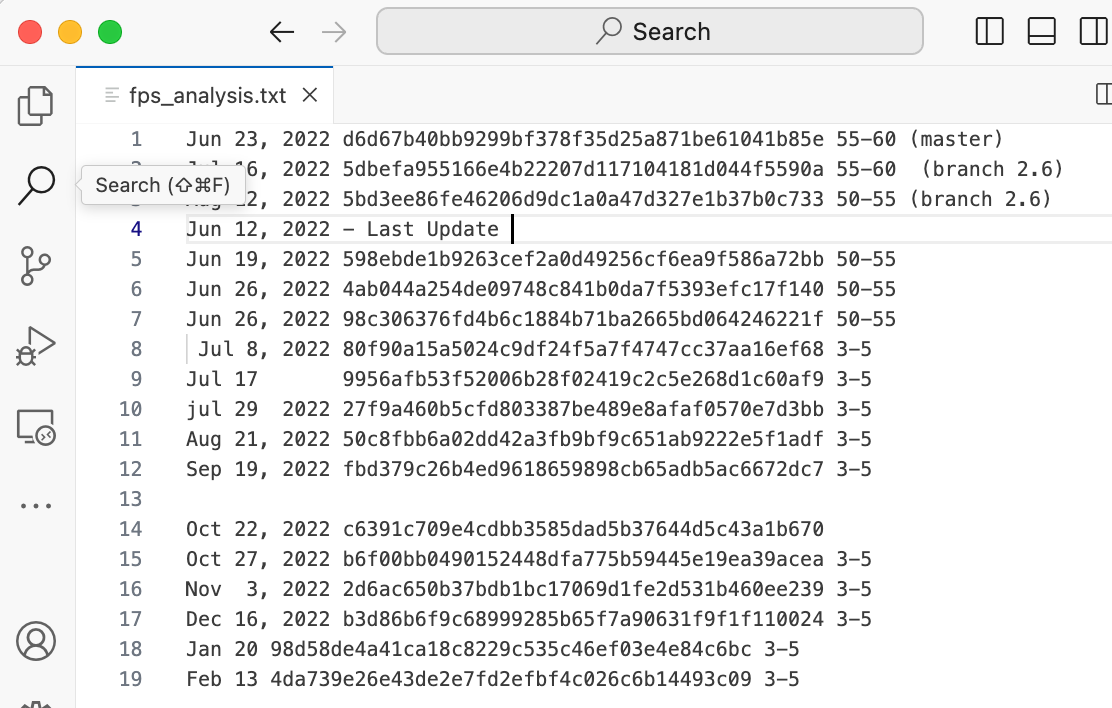 Search
fps_analysis.txt
Search (⇧⌘F)
1 Jun 23, 2022 d6d67b40bb9299bf378f35d25a871be61041b85e 55-60 (master)
16, 2022 5dbefa955166e4b22207d117104181d044f5590a 55-60 (branch 2.6)
2022 5bd3ee86fe46206d9dc1a0a47d327e1b37b0c733 50-55 (branch 2.6)
4 Jun 12, 2022 - Last Update
5 Jun 19, 2022 598ebde1b9263cef2a0d49256cf6ea9f586a72bb 50-55
6 Jun 26, 2022 4ab044a254de09748c841b0da7f5393efc17f140 50-55
7 Jun 26, 2022 98c306376fd4b6c1884b71ba2665bd064246221f 50-55
8 Jul 8, 2022 80f90a15a5024c9df24f5a7f4747cc37aa16ef68 3-5
9 Jul 17 9956afb53f52006b28f02419c2c5e268d1c60af9 3-5
10 jul 29 2022 27f9a460b5cfd803387be489e8afaf0570e7d3bb 3-5
11 Aug 21, 2022 50c8fbb6a02dd42a3fb9bf9c651ab9222e5f1adf 3-5
12 Sep 19, 2022 fbd379c26b4ed9618659898cb65adb5ac6672dc7 3-5
13
14 Oct 22, 2022 c6391c709e4cdbb3585dad5b37644d5c43a1b670
15 Oct 27, 2022 b6f00bb0490152448dfa775b59445e19ea39acea 3-5
16 Nov 3, 2022 2d6ac650b37bdb1bc17069d1fe2d531b460ee239 3-5
17 Dec 16, 2022 b3d86b6f9c68999285b65f7a90631f9f1f110024 3-5
18 Jan 20 98d58de4a41ca18c8229c535c46ef03e4e84c6bc 3-5
19 Feb 13 4da739e26e43de2e7fd2efbf4c026c6b14493c09 3-5